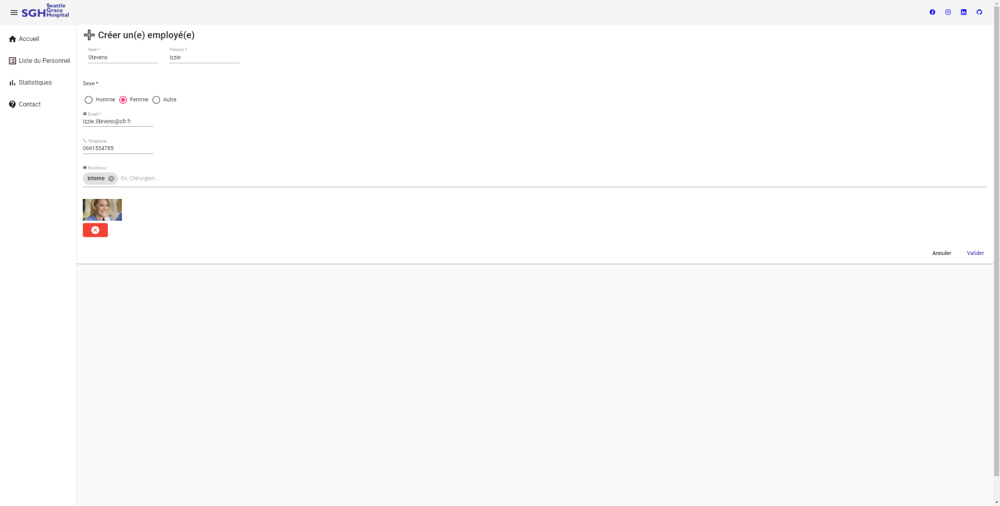 SGH Seattle
Grace
Hospital
Accueil
Liste du Personnel
Statistiques
Contact
Créer un(e) employé(e)
Nom * Prénom *
Stevens Izzie
Sexe *
Homme Femme Autre
Email *
Izzie.Stevens@sfr.fr
Téléphone
0691534785
Fonctions :
interne Ex: Chirurgien...
Annuler Valider